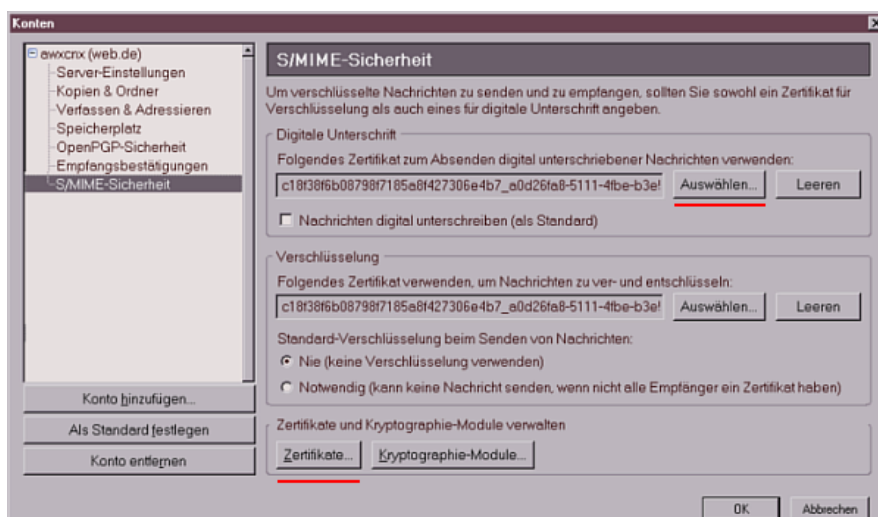 Konten
awxcnx (web.de)
Server-Einstellungen
Kopien & Ordner
Verfassen & Adressieren
Speicherplatz
OpenPGP-Sicherheit
Empfangsbestätigungen
S/MIME-Sicherheit
Konto hinzufügen...
Als Standard festlegen
Konto entfernen
S/MIME-Sicherheit
Um verschlüsselte Nachrichten zu senden und zu empfangen, sollten Sie sowohl ein Zertifikat für
Verschlüsselung als auch eines für digitale Unterschrift angeben.
Digitale Unterschrift
Folgendes Zertifikat zum Absenden digital unterschriebener Nachrichten verwenden:
c18f38f6b08798f7185a8f427306e4b7_a0d26fa8-5111-4fbe-b3e! Auswählen... Leeren
Nachrichten digital unterschreiben (als Standard)
Verschlüsselung
Folgendes Zertifikat verwenden, um Nachrichten zu ver- und entschlüsseln:
c18f38f6b08798f7185a8f427306e4b7_a0d26fa8-5111-4fbe-b3e! Auswählen... Leeren
Standard-Verschlüsselung beim Senden von Nachrichten:
Nie (keine Verschlüsselung verwenden)
Notwendig (kann keine Nachricht senden, wenn nicht alle Empfänger ein Zertifikat haben)
Zertifikate und Kryptographie-Module verwalten
Zertifikate... Kryptographie-Module...
OK Abbrechen